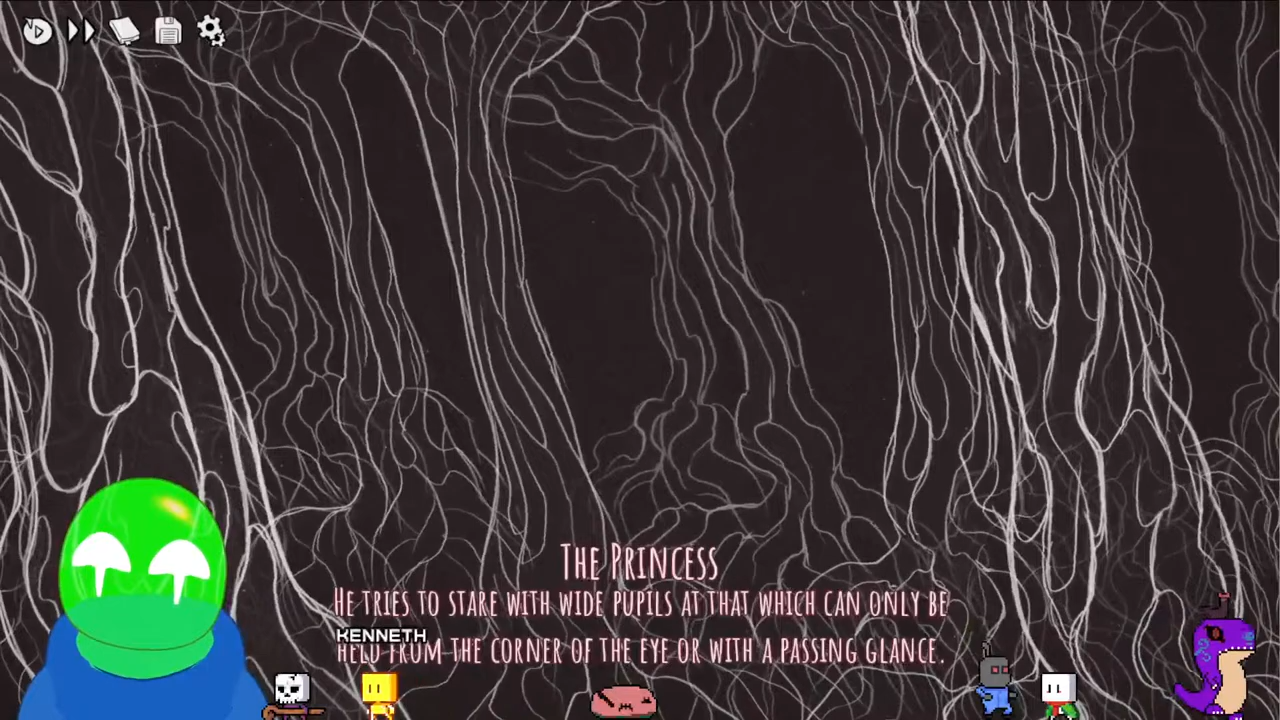 The Princess
He tries to stare with wide pupils at that which can only be
KENNETH
held from the corner of the eye or with a passing glance.